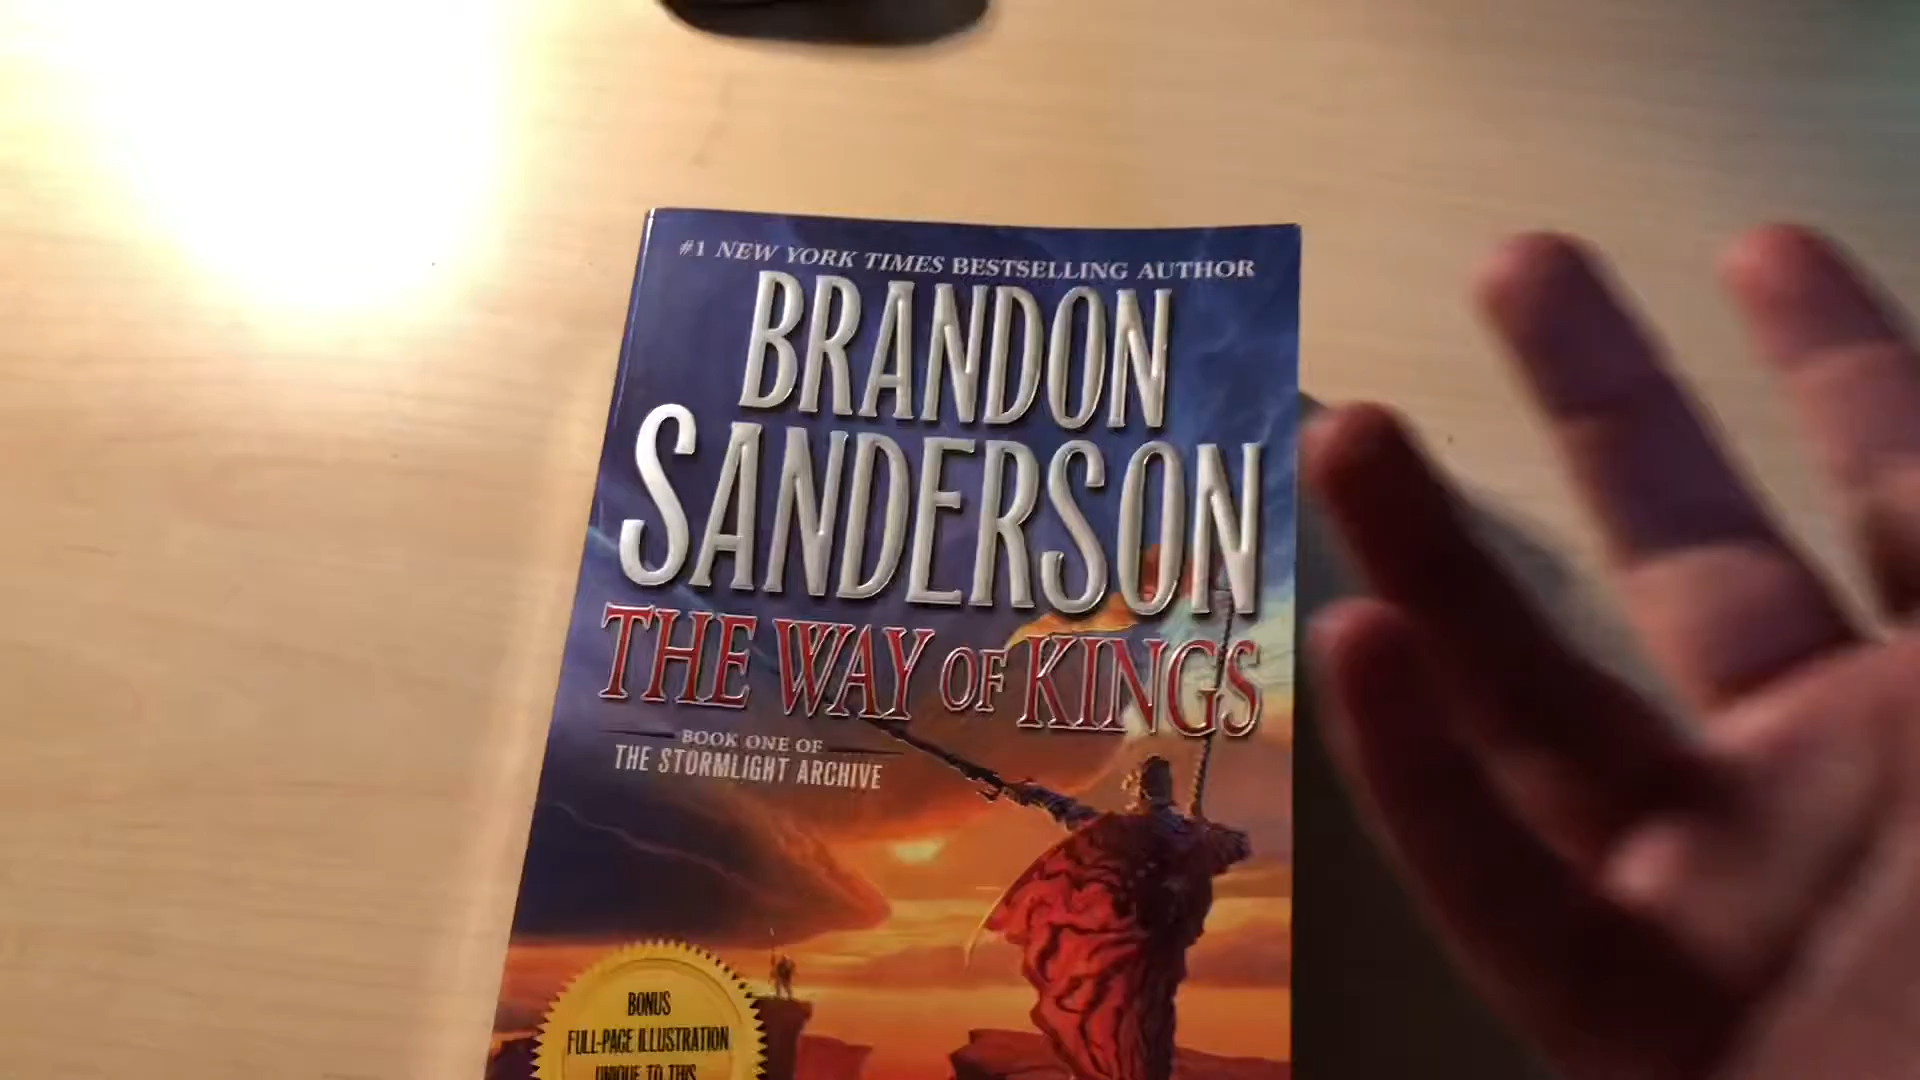 #1 NEW YORK TIMES BESTSELLING AUTHOR
BRANDON
SANDERSON
THE WAY OF KINGS
BOOK ONE OF
THE STORMLIGHT ARCHIVE
BONUS
FULL-PAGE ILLUSTRATION
UNIQUE TO THIS